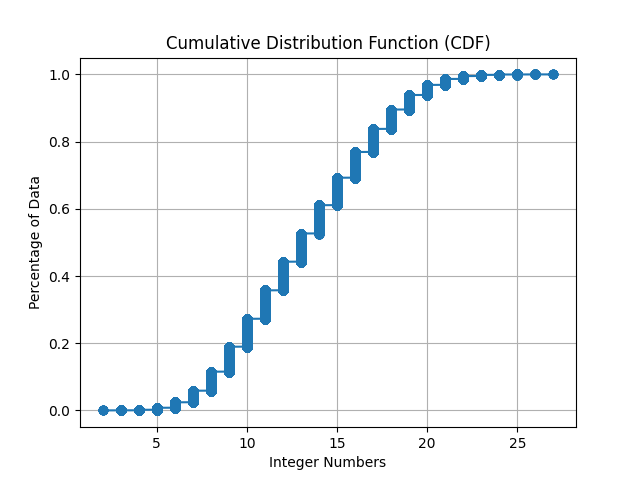 Cumulative Distribution Function (CDF)
1.0
0.8
0.6
0.4
0.2
0.0
Percentage of Data
5 10 15 20 25
Integer Numbers